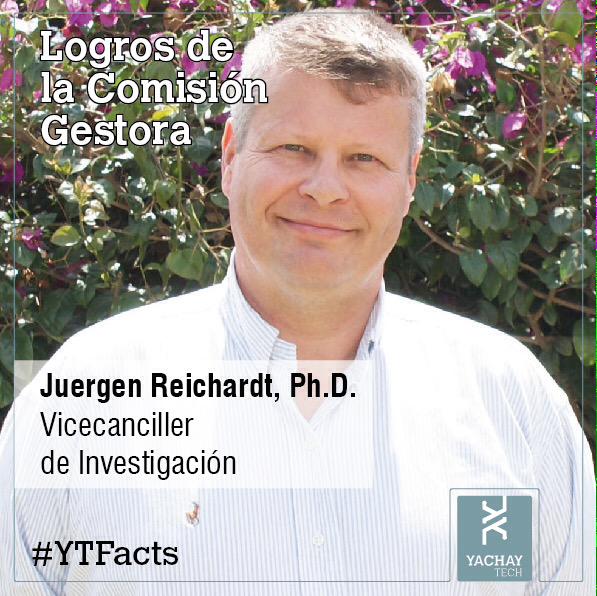 Logros de
la Comisión
Gestora
Juergen Reichardt, Ph.D.
Vicecanciller
de Investigación
#YTFacts
YACHAY
TECH